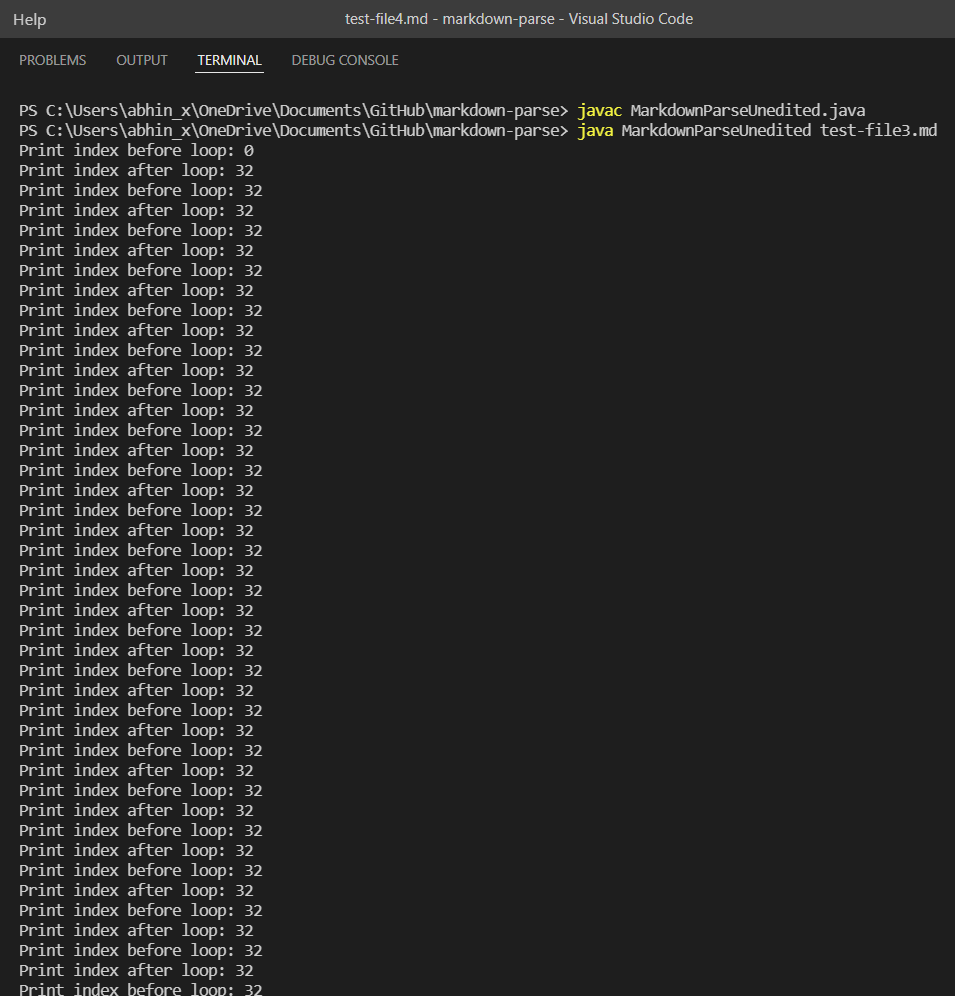 Help test-file4.md - markdown-parse - Visual Studio Code
PROBLEMS OUTPUT TERMINAL DEBUG CONSOLE
PS C:\Users\abhin_x\OneDrive\Documents\GitHub\markdown-parse> javac MarkdownParseUnedited.java
PS C:\Users\abhin_x\OneDrive\Documents\GitHub\markdown-parse> java MarkdownParseUnedited test-file3.md
Print index before loop: 0
Print index after loop: 32
Print index before loop: 32
Print index after loop: 32
Print index before loop: 32
Print index after loop: 32
Print index before loop: 32
Print index after loop: 32
Print index before loop: 32
Print index after loop: 32
Print index before loop: 32
Print index after loop: 32
Print index before loop: 32
Print index after loop: 32
Print index before loop: 32
Print index after loop: 32
Print index before loop: 32
Print index after loop: 32
Print index before loop: 32
Print index after loop: 32
Print index before loop: 32
Print index after loop: 32
Print index before loop: 32
Print index after loop: 32
Print index before loop: 32
Print index after loop: 32
Print index before loop: 32
Print index after loop: 32
Print index before loop: 32
Print index after loop: 32
Print index before loop: 32
Print index after loop: 32
Print index before loop: 32
Print index after loop: 32
Print index before loop: 32
Print index after loop: 32
Print index before loop: 32
Print index after loop: 32
Print index before loop: 32
Print index after loop: 32
Print index before loop: 32
Print index after loop: 32
Print index before loop: 32